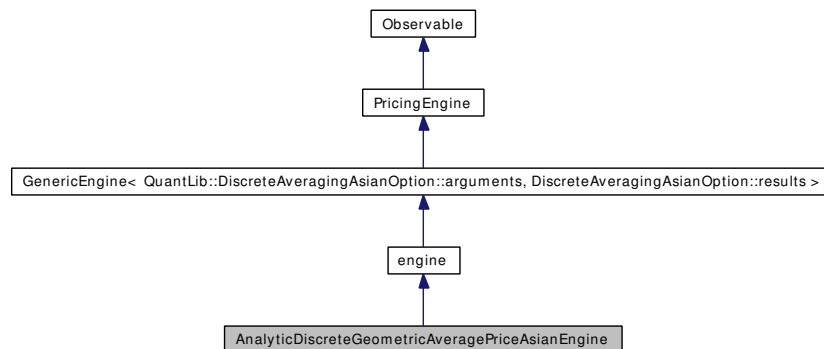 Observable
PricingEngine
GenericEngine< QuantLib::DiscreteAveragingAsianOption::arguments, DiscreteAveragingAsianOption::results >
engine
AnalyticDiscreteGeometricAveragePriceAsianEngine